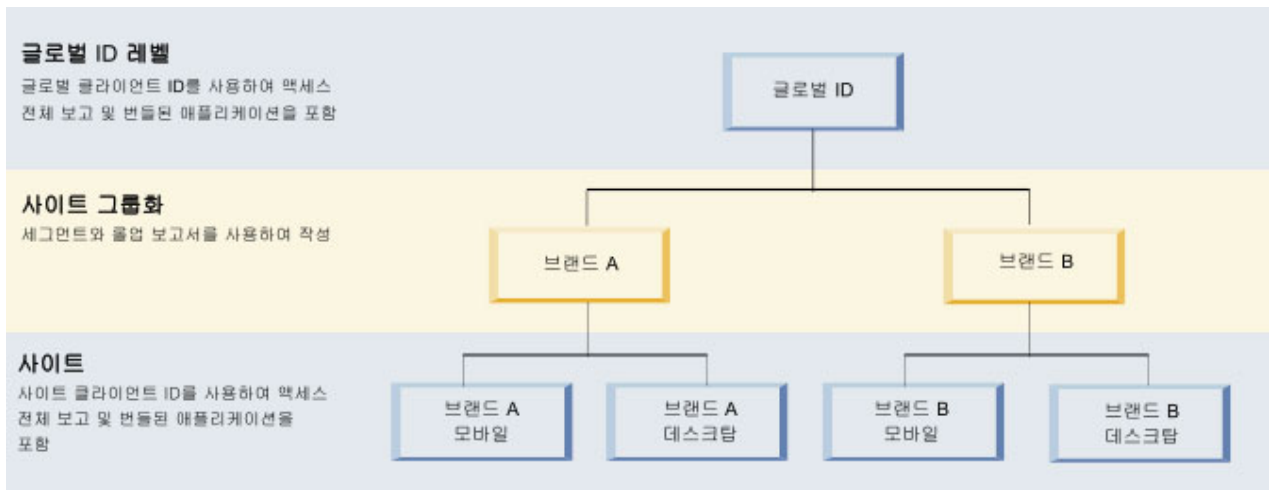 글로벌 ID 레벨
글로벌 클라이언트 ID를 사용하여 액세스
전체 보고 및 번들된 애플리케이션을 포함
글로벌 ID
사이트 그룹화
세그먼트와 롤업 보고서를 사용하여 작성
브랜드 A
브랜드 B
사이트
사이트 클라이언트 ID를 사용하여 액세스
전체 보고 및 번들된 애플리케이션을
포함
브랜드 A
모바일
브랜드 A
데스크탑
브랜드 B
모바일
브랜드 B
데스크탑